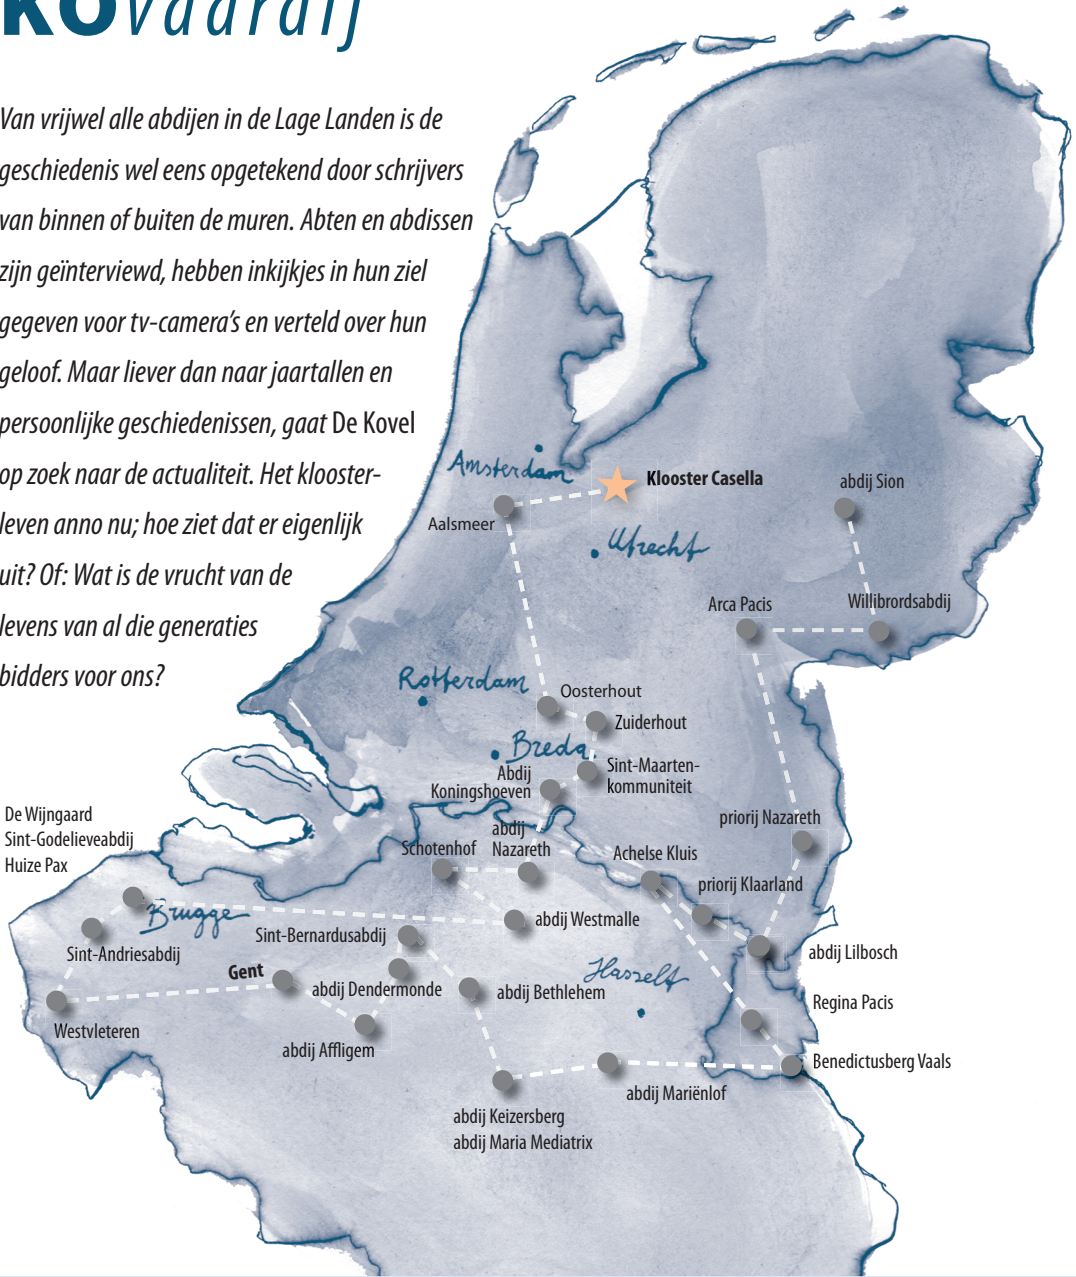 KOvaardij
Van vrijwel alle abdijen in de Lage Landen is de
geschiedenis wel eens opgetekend door schrijvers
van binnen of buiten de muren. Abten en abdissen
zijn geïnterviewd, hebben inkijkjes in hun ziel
gegeven voor tv-camera’s en verteld over hun
geloof. Maar liever dan naar jaartallen en
persoonlijke geschiedenissen, gaat De Kovel
op zoek naar de actualiteit. Het klooster-
leven anno nu; hoe ziet dat er eigenlijk
uit? Of: Wat is de vrucht van de
levens van al die generaties
bidders voor ons?
Amsterdam
Klooster Casella
abdij Sion
Aalsmeer
Utrecht
Arca Pacis
Willibrordsabdij
Rotterdam
Oosterhout
Zuiderhout
Breda
Sint-Maarten-
kommuniteit
Abdij
Koningshoeven
De Wijngaard
Sint-Godelieveabdij
Huize Pax
priorij Nazareth
abdij
Nazareth
Schotenhof
Achelse Kluis
priorij Klaarland
Brugge
abdij Westmalle
Sint-Bernardusabdij
Sint-Andriesabdij
abdij Lilbosch
Gent
Hasselt
abdij Dendermonde
abdij Bethlehem
Regina Pacis
Westvleteren
abdij Affligem
Benedictusberg Vaals
abdij Mariënlof
abdij Keizersberg
abdij Maria Mediatrix